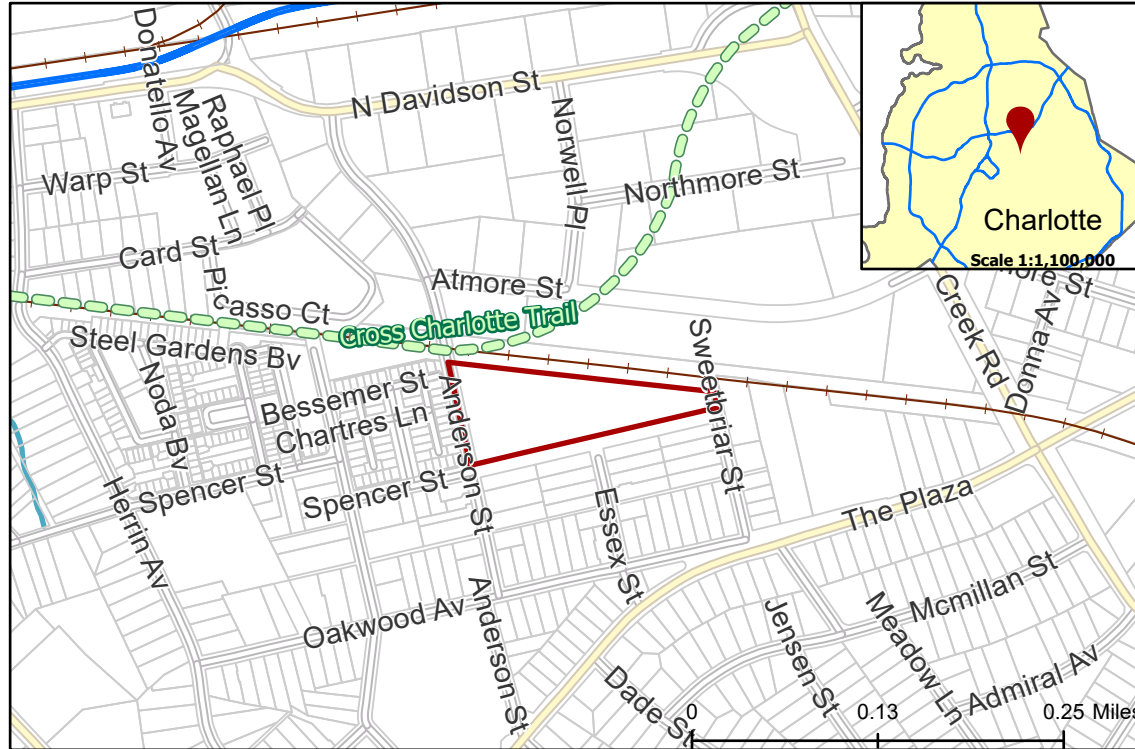 Donatello Av
Magellan Ln
Raphael Pl
N Davidson St
Norwell Pl
Warp St
Northmore St
Card St
Charlotte
Scale 1:1,100,000
Picasso Ct
Atmore St
Cross Charlotte Trail
Steel Gardens Bv
Sweetbriar St
Creek Rd
Donna Av
Noda Bv
Bessemer St
Chartres Ln
Anderson St
Spencer St
Spencer St
Herrin Av
Essex St
The Plaza
Oakwood Av
Anderson St
Mcmillan St
Jensen St
Meadow Ln
Admiral Av
Dade St
0
0.13
0.25 Miles